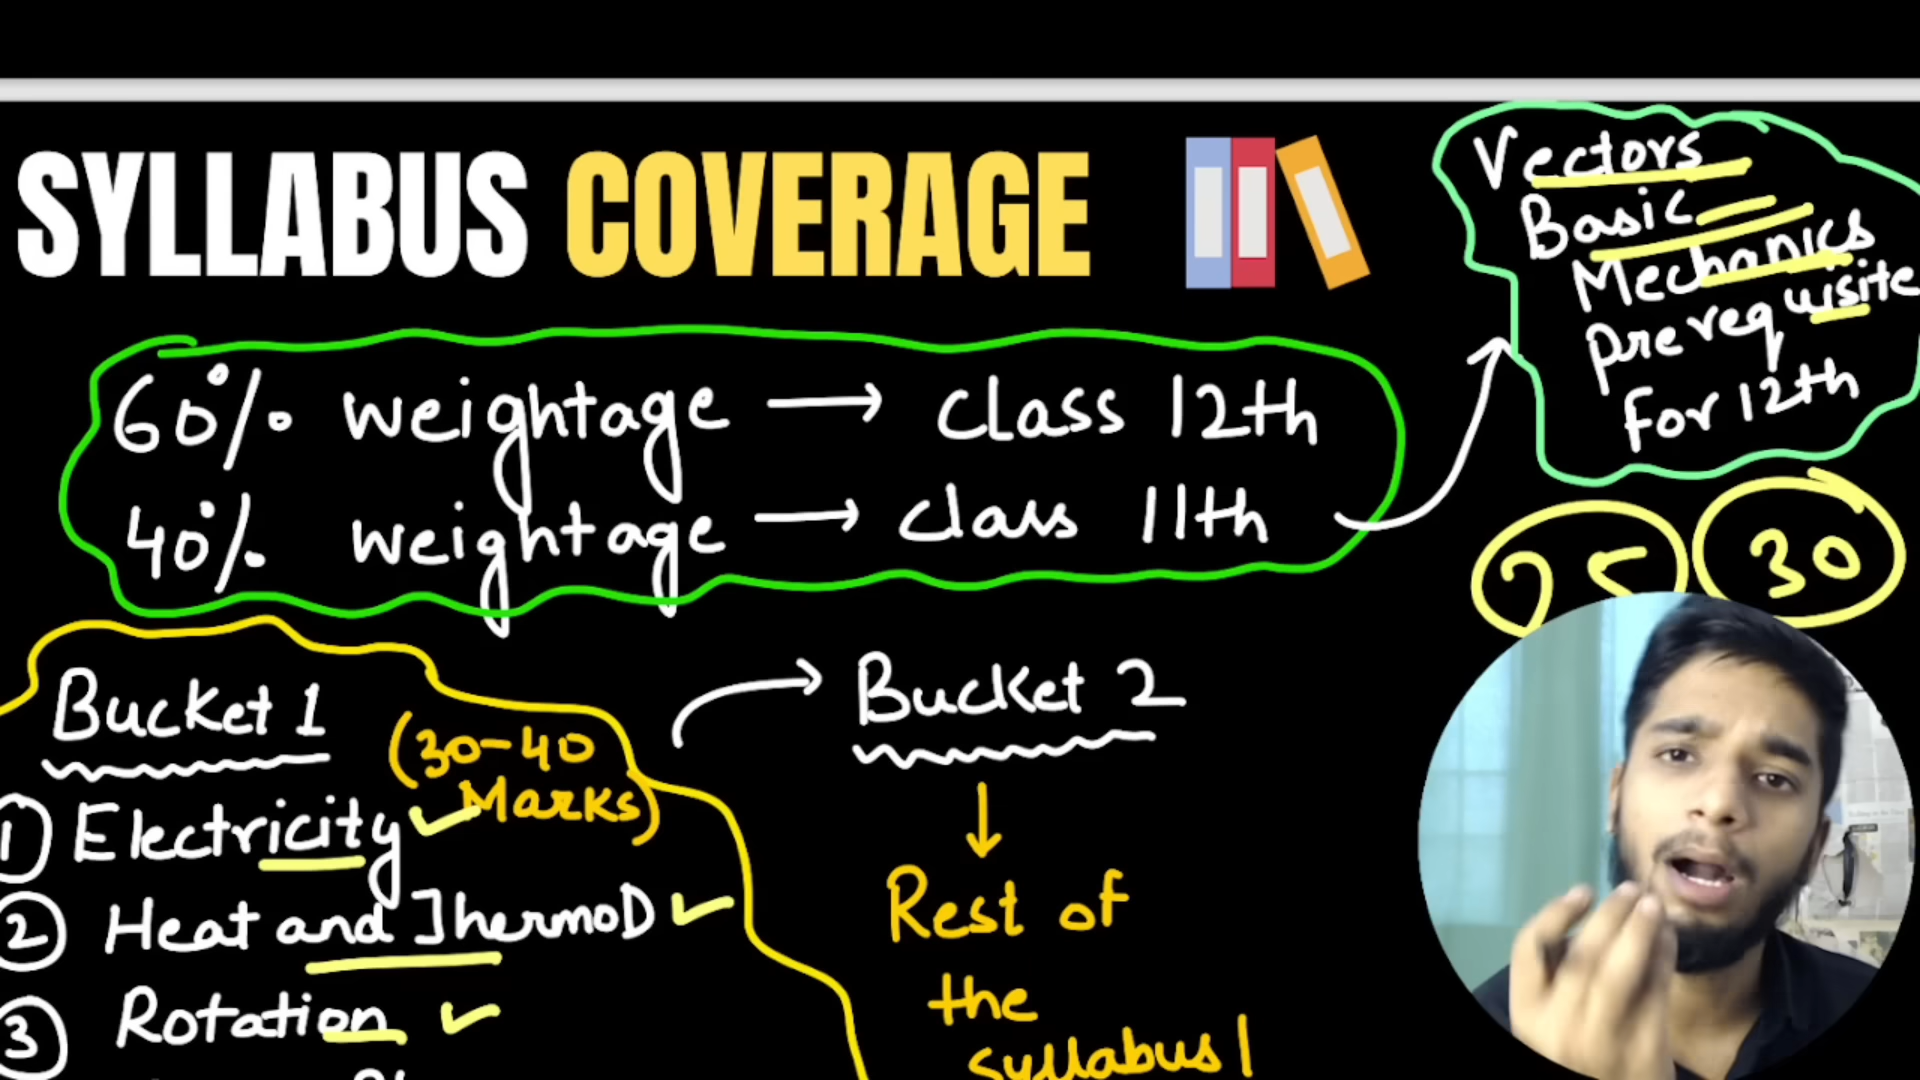 SYLLABUS COVERAGE
Vectors
Basic
Mechanics
Prerequisite
For 12th
60% weightage → class 12th
40% weightage → class 11th
25 30
Bucket 1
(30-40
Marks)
① Electricity ✓
② Heat and ThermoD ✓
③ Rotation ✓
Bucket 2
↓
Rest of
the
syllabus